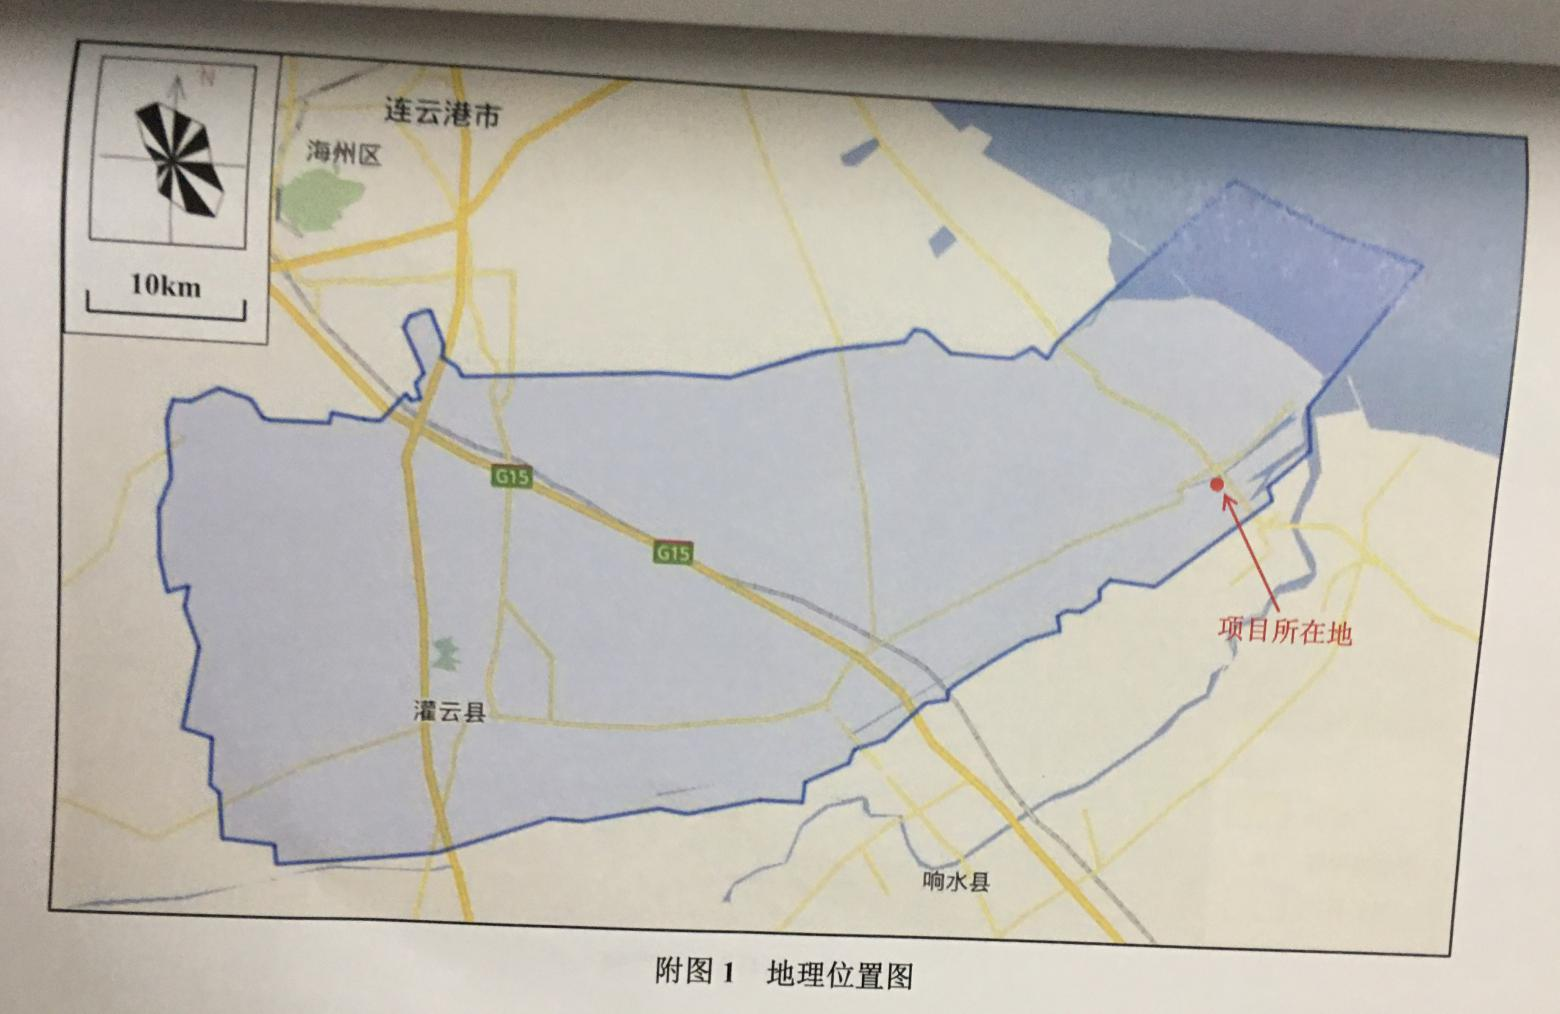 N
连云港市
海州区
10km
G15
G15
项目所在地
灌云县
响水县
附图 1 地理位置图